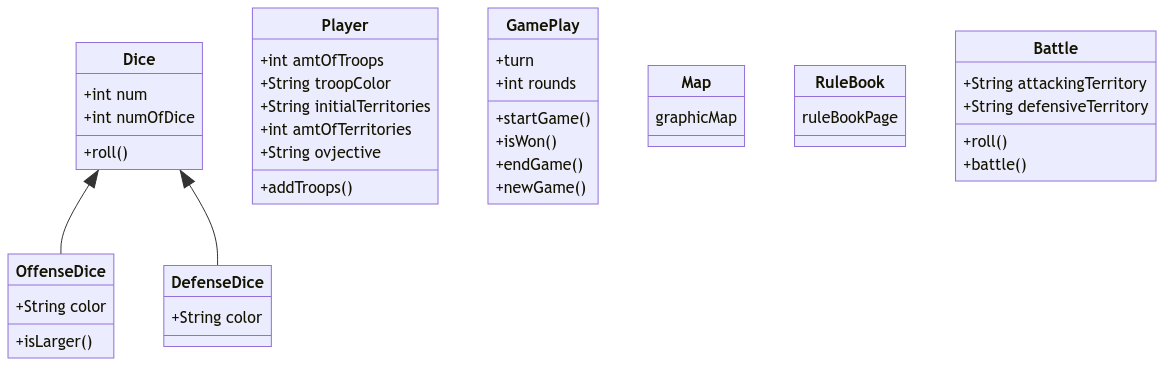 Dice
+int num
+int numOfDice
+roll()
Player
+int amtOfTroops
+String troopColor
+String initialTerritories
+int amtOfTerritories
+String ovjective
+addTroops()
GamePlay
+turn
+int rounds
+startGame()
+isWon()
+endGame()
+newGame()
Map
graphicMap
RuleBook
ruleBookPage
Battle
+String attackingTerritory
+String defensiveTerritory
+roll()
+battle()
OffenseDice
+String color
+isLarger()
DefenseDice
+String color